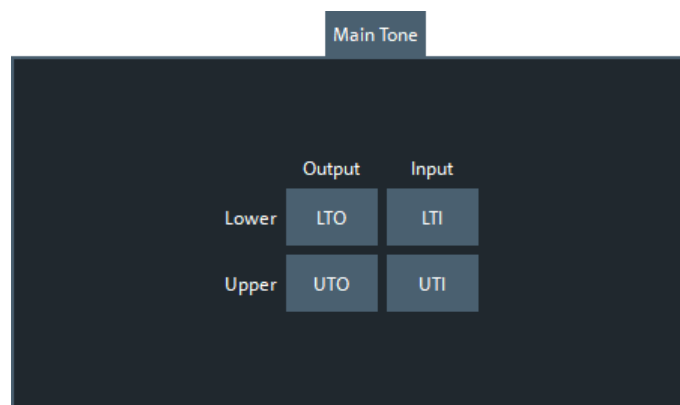 Main Tone
Output Input
Lower LTO LTI
Upper UTO UTI